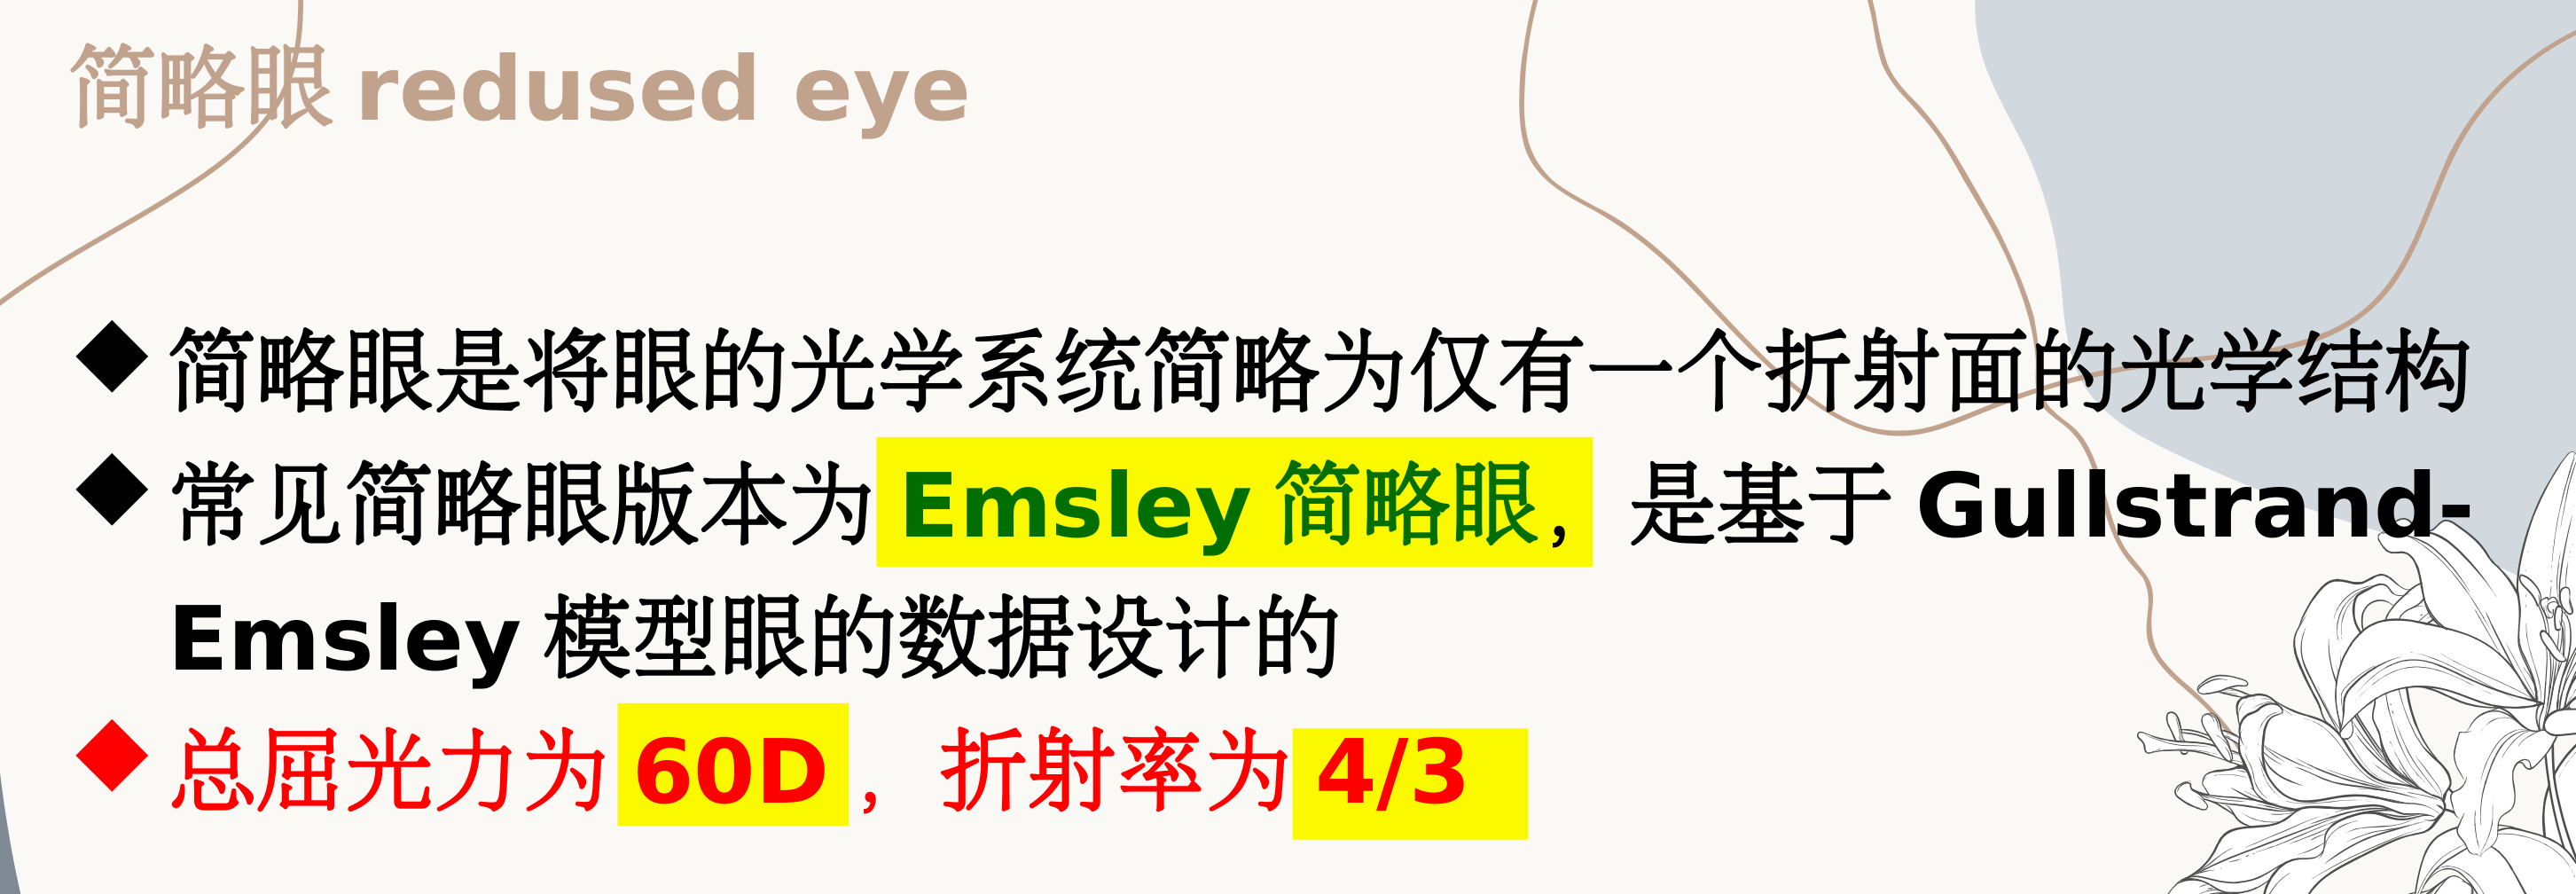 简略眼 redused eye
◆ 简略眼是将眼的光学系统简略为仅有一个折射面的光学结构
◆ 常见简略眼版本为 Emsley 简略眼，是基于 Gullstrand-
Emsley 模型眼的数据设计的
◆ 总屈光力为 60D ，折射率为 4/3